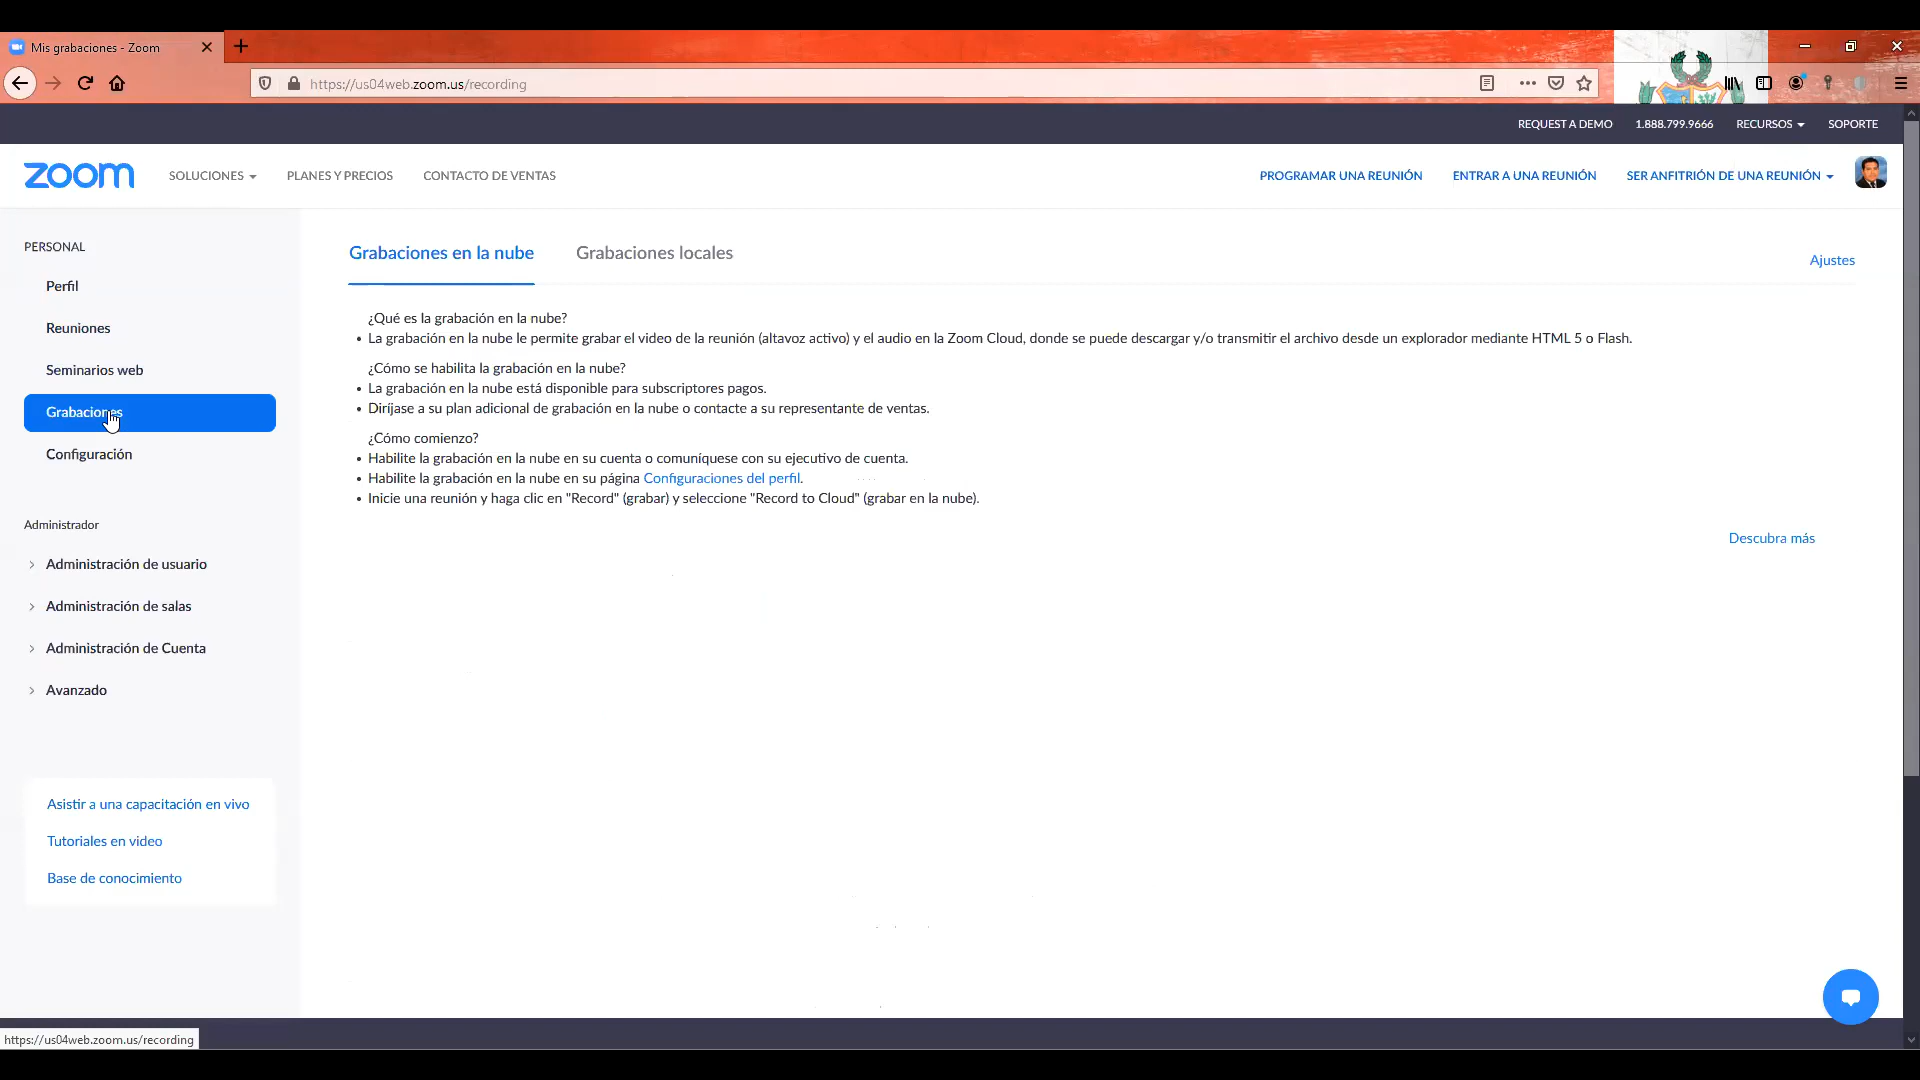 Mis grabaciones - Zoom
https://us04web.zoom.us/recording
REQUEST A DEMO 1.888.799.9666 RECURSOS SOPORTE
zoom SOLUCIONES PLANES Y PRECIOS CONTACTO DE VENTAS PROGRAMAR UNA REUNIÓN ENTRAR A UNA REUNIÓN SER ANFITRIÓN DE UNA REUNIÓN
PERSONAL
Perfil
Reuniones
Seminarios web
Grabaciones
Configuración
Administrador
Administración de usuario
Administración de salas
Administración de Cuenta
Avanzado
Asistir a una capacitación en vivo
Tutoriales en video
Base de conocimiento
Grabaciones en la nube Grabaciones locales
Ajustes
¿Qué es la grabación en la nube?
• La grabación en la nube le permite grabar el video de la reunión (altavoz activo) y el audio en la Zoom Cloud, donde se puede descargar y/o transmitir el archivo desde un explorador mediante HTML 5 o Flash.
¿Cómo se habilita la grabación en la nube?
• La grabación en la nube está disponible para subscriptores pagos.
• Diríjase a su plan adicional de grabación en la nube o contacte a su representante de ventas.
¿Cómo comienzo?
• Habilite la grabación en la nube en su cuenta o comuníquese con su ejecutivo de cuenta.
• Habilite la grabación en la nube en su página Configuraciones del perfil.
• Inicie una reunión y haga clic en "Record" (grabar) y seleccione "Record to Cloud" (grabar en la nube).
Descubra más
https://us04web.zoom.us/recording